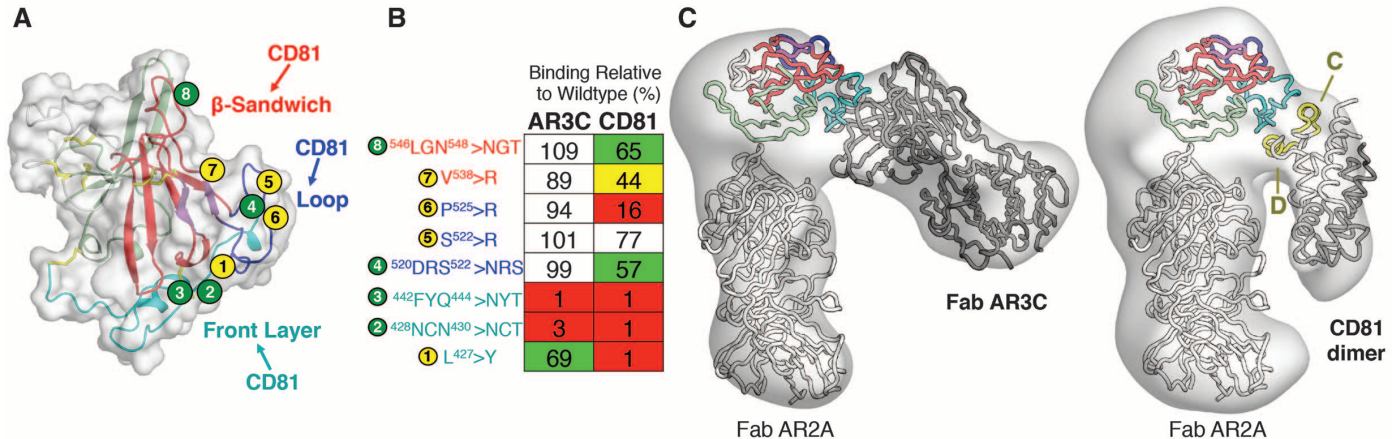 A
CD81
β-Sandwich
8
7
5
4
6
1
3
2
CD81
Loop
Front Layer
CD81
B
Binding Relative
to Wildtype (%)
AR3C CD81
8 546LGN548>NGT 109 65
7 V538>R 89 44
6 P525>R 94 16
5 S522>R 101 77
4 520DRS522>NRS 99 57
3 442FYQ444>NYT 1 1
2 428NCN430>NCT 3 1
1 L427>Y 69 1
C
Fab AR3C
Fab AR2A
C
D
CD81
dimer
Fab AR2A